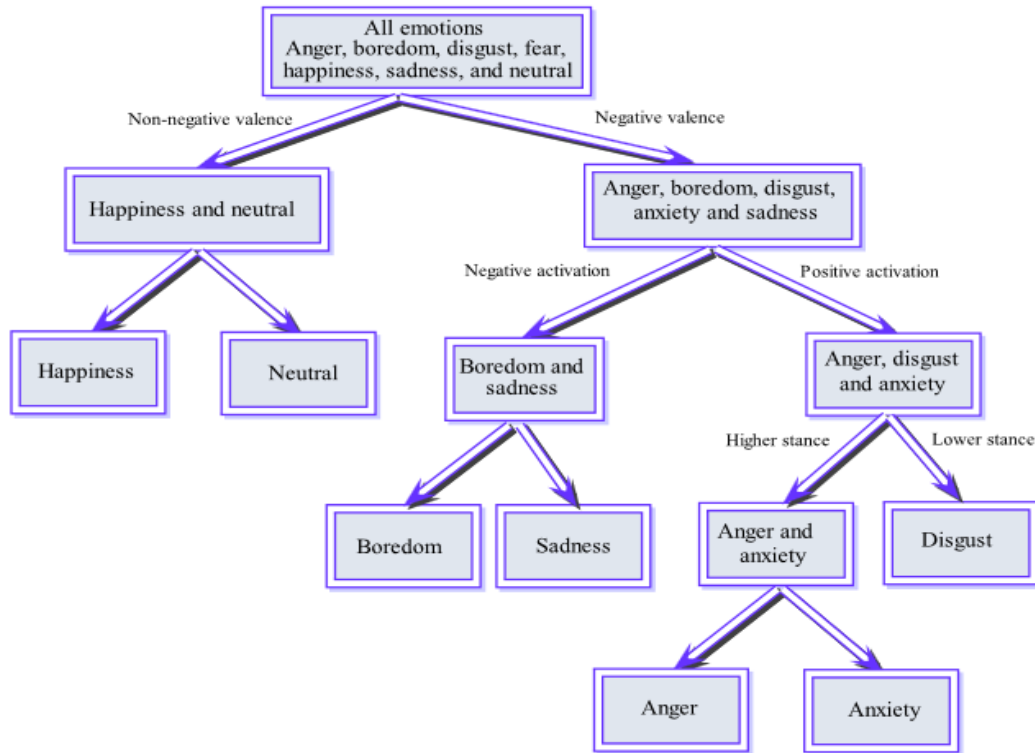 All emotions
Anger, boredom, disgust, fear,
happiness, sadness, and neutral
Non-negative valence
Negative valence
Happiness and neutral
Anger, boredom, disgust,
anxiety and sadness
Negative activation
Positive activation
Happiness
Neutral
Boredom and
sadness
Anger, disgust
and anxiety
Higher stance
Lower stance
Boredom
Sadness
Anger and
anxiety
Disgust
Anger
Anxiety